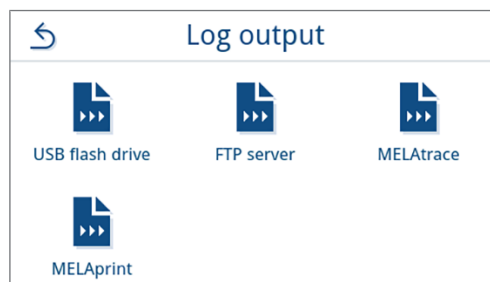 Log output
USB flash drive
FTP server
MELAtrace
MELAprint